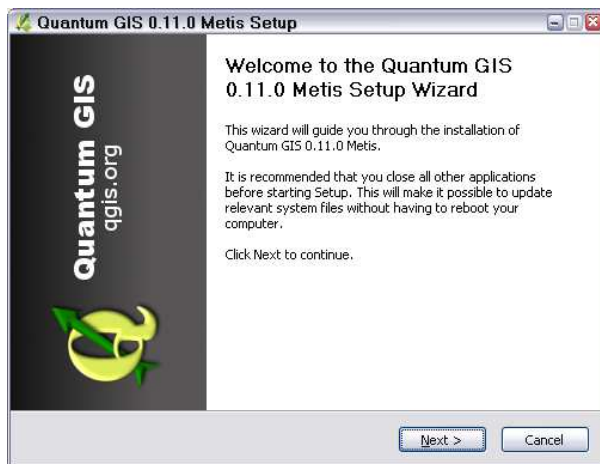 Quantum GIS 0.11.0 Metis Setup
Quantum GIS
qgis.org
Welcome to the Quantum GIS
0.11.0 Metis Setup Wizard
This wizard will guide you through the installation of
Quantum GIS 0.11.0 Metis.
It is recommended that you close all other applications
before starting Setup. This will make it possible to update
relevant system files without having to reboot your
computer.
Click Next to continue.
Next >
Cancel